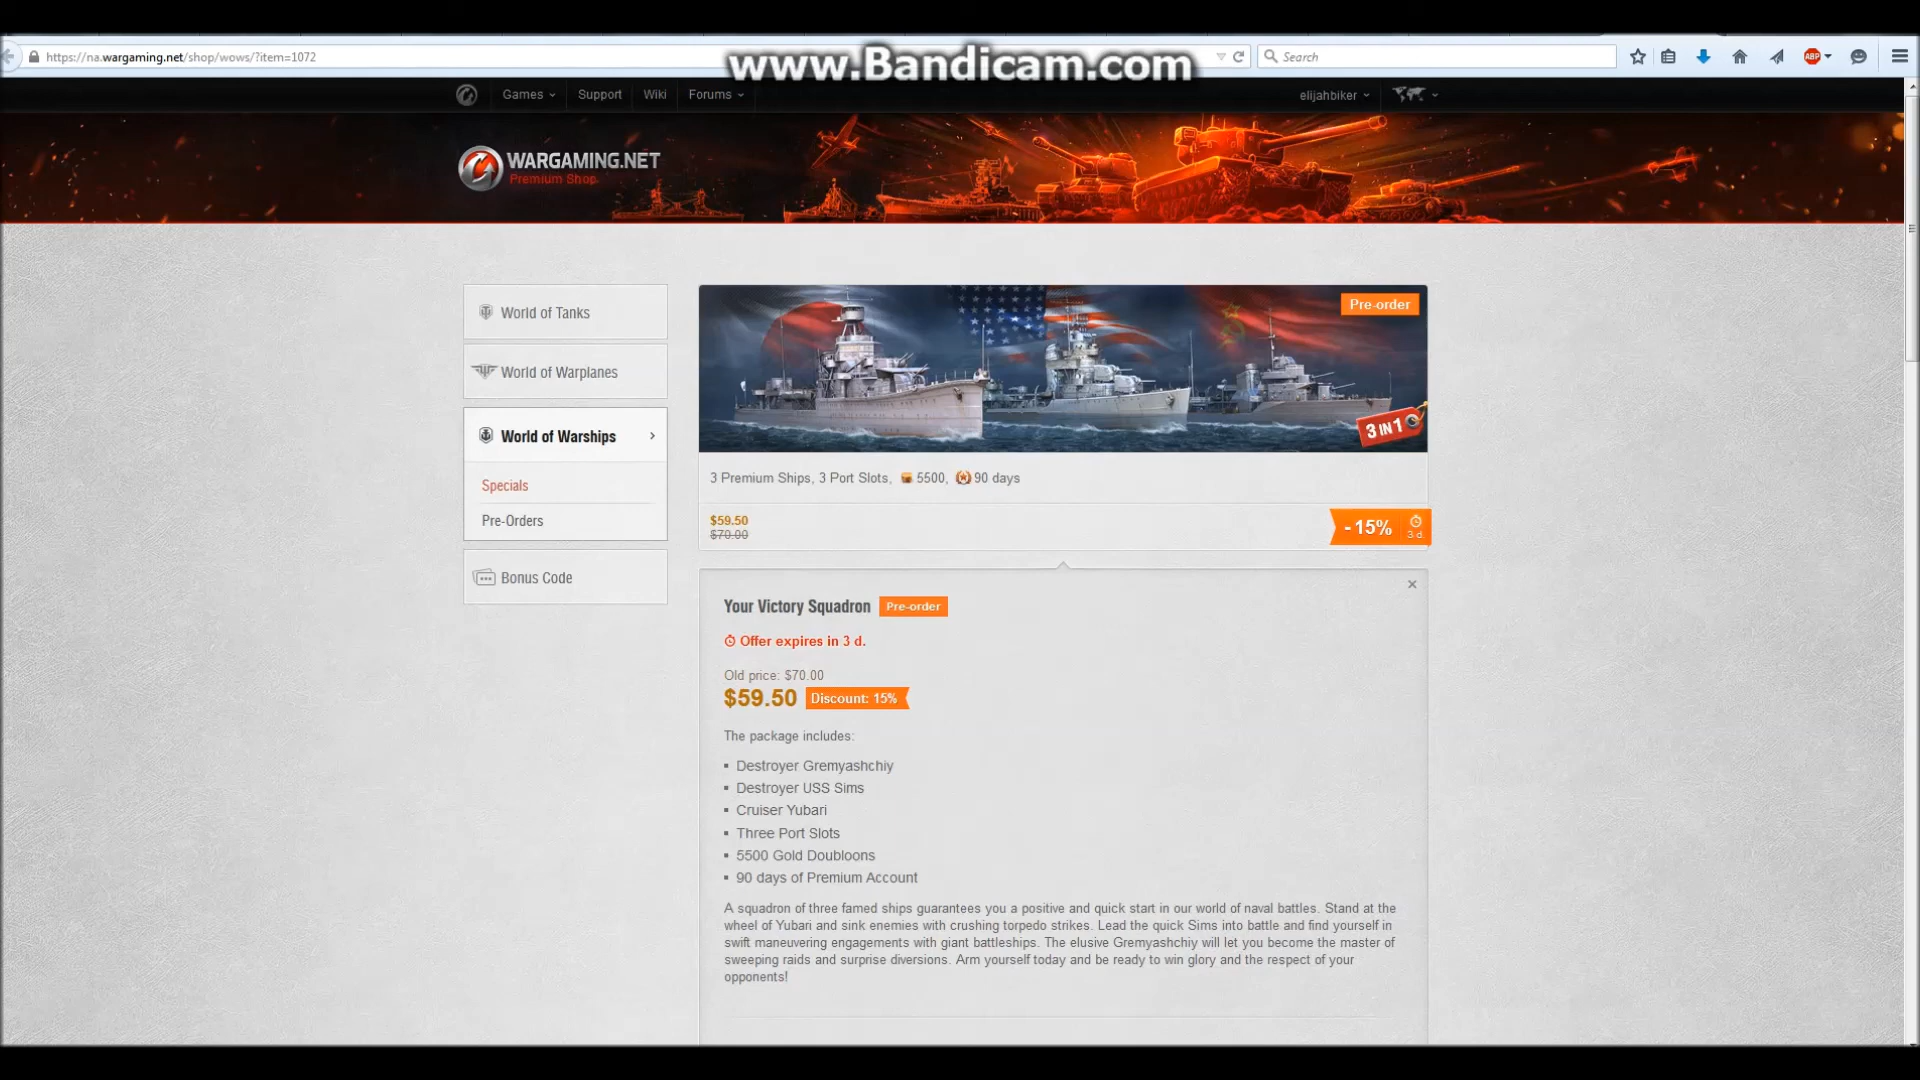 www.Bandicam.com
https://na.wargaming.net/shop/wows/?item=1072
Search
ABP
Games
Support
Wiki
Forums
elijahbiker
WARGAMING.NET
Premium Shop
World of Tanks
World of Warplanes
World of Warships
Specials
Pre-Orders
Bonus Code
Pre-order
3 IN 1
3 Premium Ships, 3 Port Slots, 5500, 90 days
$59.50
$70.00
- 15%
3 d.
Your Victory Squadron Pre-order
Offer expires in 3 d.
Old price: $70.00
$59.50 Discount: 15%
The package includes:
▪ Destroyer Gremyashchiy
▪ Destroyer USS Sims
▪ Cruiser Yubari
▪ Three Port Slots
▪ 5500 Gold Doubloons
▪ 90 days of Premium Account
A squadron of three famed ships guarantees you a positive and quick start in our world of naval battles. Stand at the
wheel of Yubari and sink enemies with crushing torpedo strikes. Lead the quick Sims into battle and find yourself in
swift maneuvering engagements with giant battleships. The elusive Gremyashchiy will let you become the master of
sweeping raids and surprise diversions. Arm yourself today and be ready to win glory and the respect of your
opponents!